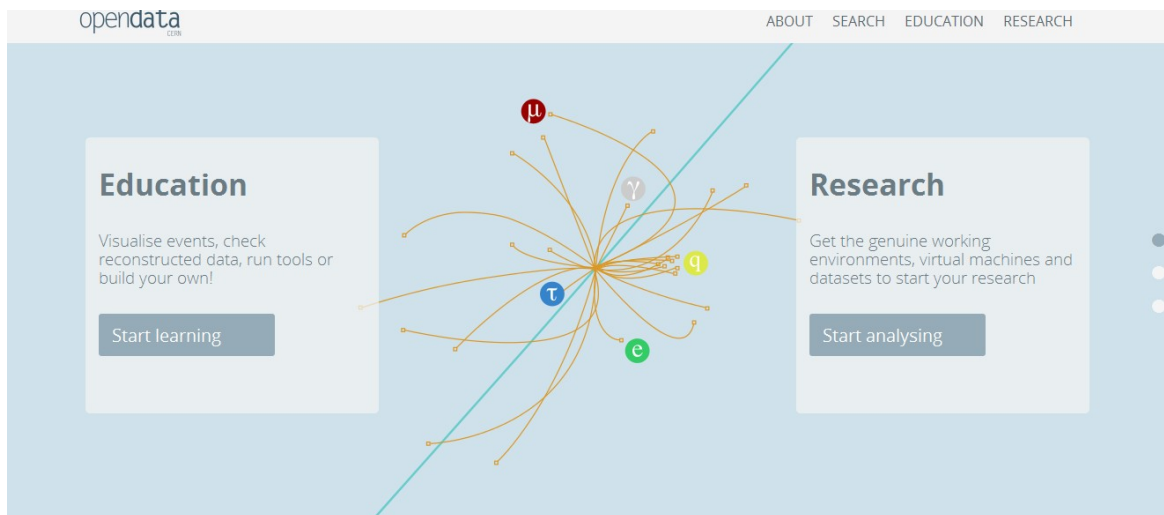 opendata
CERN
ABOUT SEARCH EDUCATION RESEARCH
Education
Visualise events, check
reconstructed data, run tools or
build your own!
Start learning
μ
γ
q
τ
e
Research
Get the genuine working
environments, virtual machines and
datasets to start your research
Start analysing